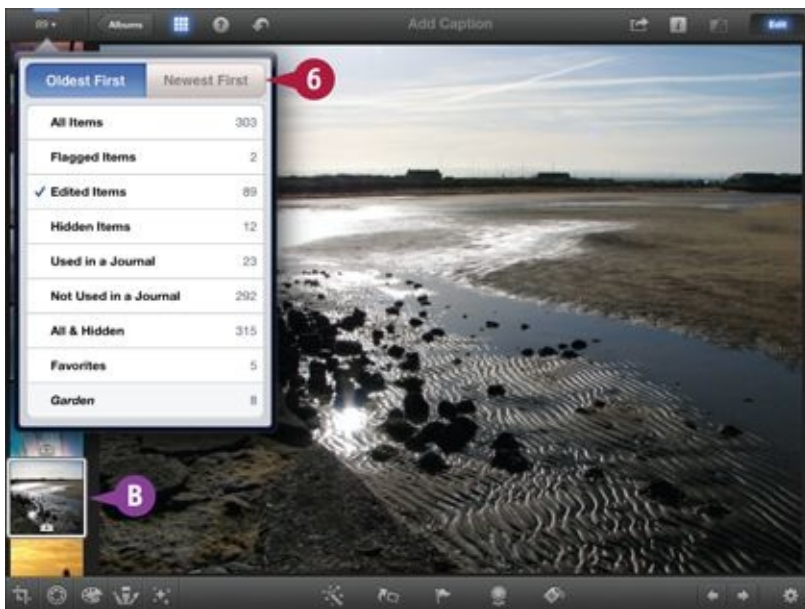 89
Albums
Add Caption
Edit
Oldest First Newest First
6
All Items 303
Flagged Items 2
Edited Items 89
Hidden Items 12
Used in a Journal 23
Not Used in a Journal 292
All & Hidden 315
Favorites 5
Garden 8
B